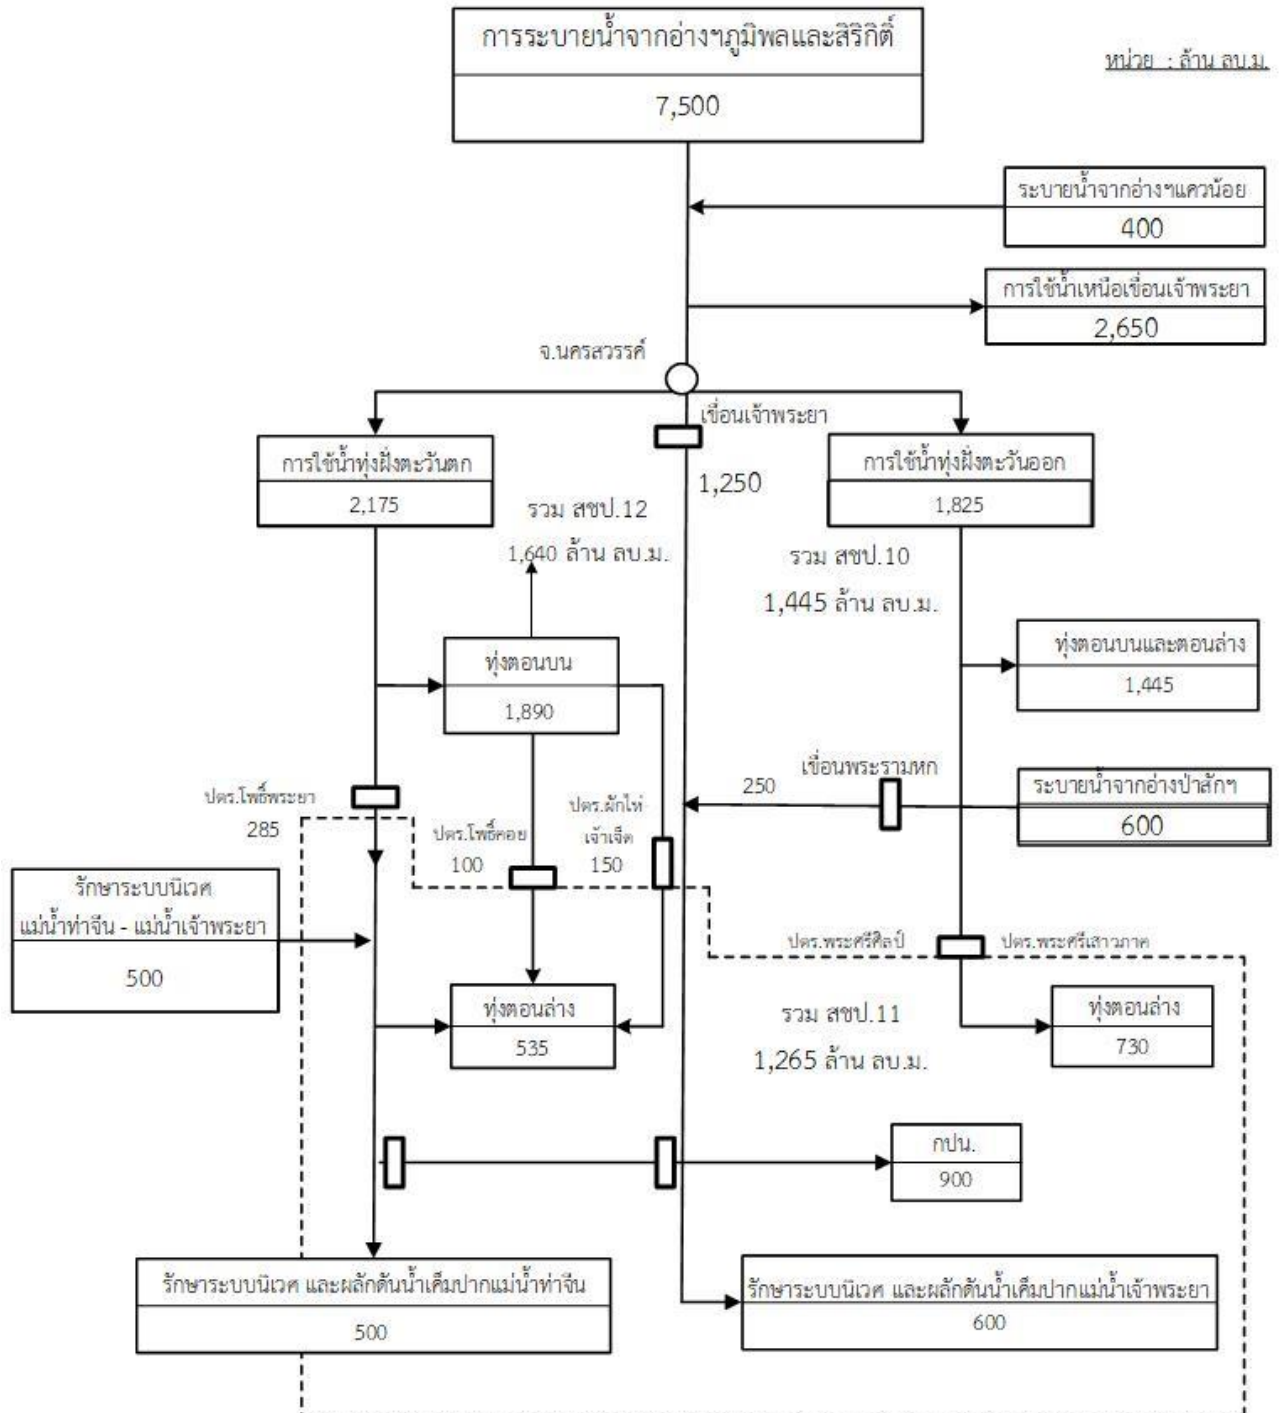 การระบายน้ำจากอ่างฯภูมิพลและสิริกิติ์
7,500
หน่วย : ล้าน ลบ.ม.
ระบายน้ำจากอ่างฯแควน้อย
400
การใช้น้ำเหนือเขื่อนเจ้าพระยา
2,650
จ.นครสวรรค์
เขื่อนเจ้าพระยา
1,250
การใช้น้ำทุ่งฝั่งตะวันตก
2,175
การใช้น้ำทุ่งฝั่งตะวันออก
1,825
รวม สชป.12
1,640 ล้าน ลบ.ม.
รวม สชป.10
1,445 ล้าน ลบ.ม.
ทุ่งตอนบน
1,890
ทุ่งตอนบนและตอนล่าง
1,445
เขื่อนพระรามหก
250
ระบายน้ำจากอ่างป่าสักฯ
600
ปตร.โพธิ์พระยา
285
ปตร.โพธิ์คอย
100
ปตร.ผักไห่
เจ้าเจ็ด
150
รักษาระบบนิเวศ
แม่น้ำท่าจีน - แม่น้ำเจ้าพระยา
500
ปตร.พระศรีศิลป์
ปตร.พระศรีเสาวภาค
ทุ่งตอนล่าง
535
รวม สชป.11
1,265 ล้าน ลบ.ม.
ทุ่งตอนล่าง
730
กปน.
900
รักษาระบบนิเวศ และผลักดันน้ำเค็มปากแม่น้ำท่าจีน
500
รักษาระบบนิเวศ และผลักดันน้ำเค็มปากแม่น้ำเจ้าพระยา
600